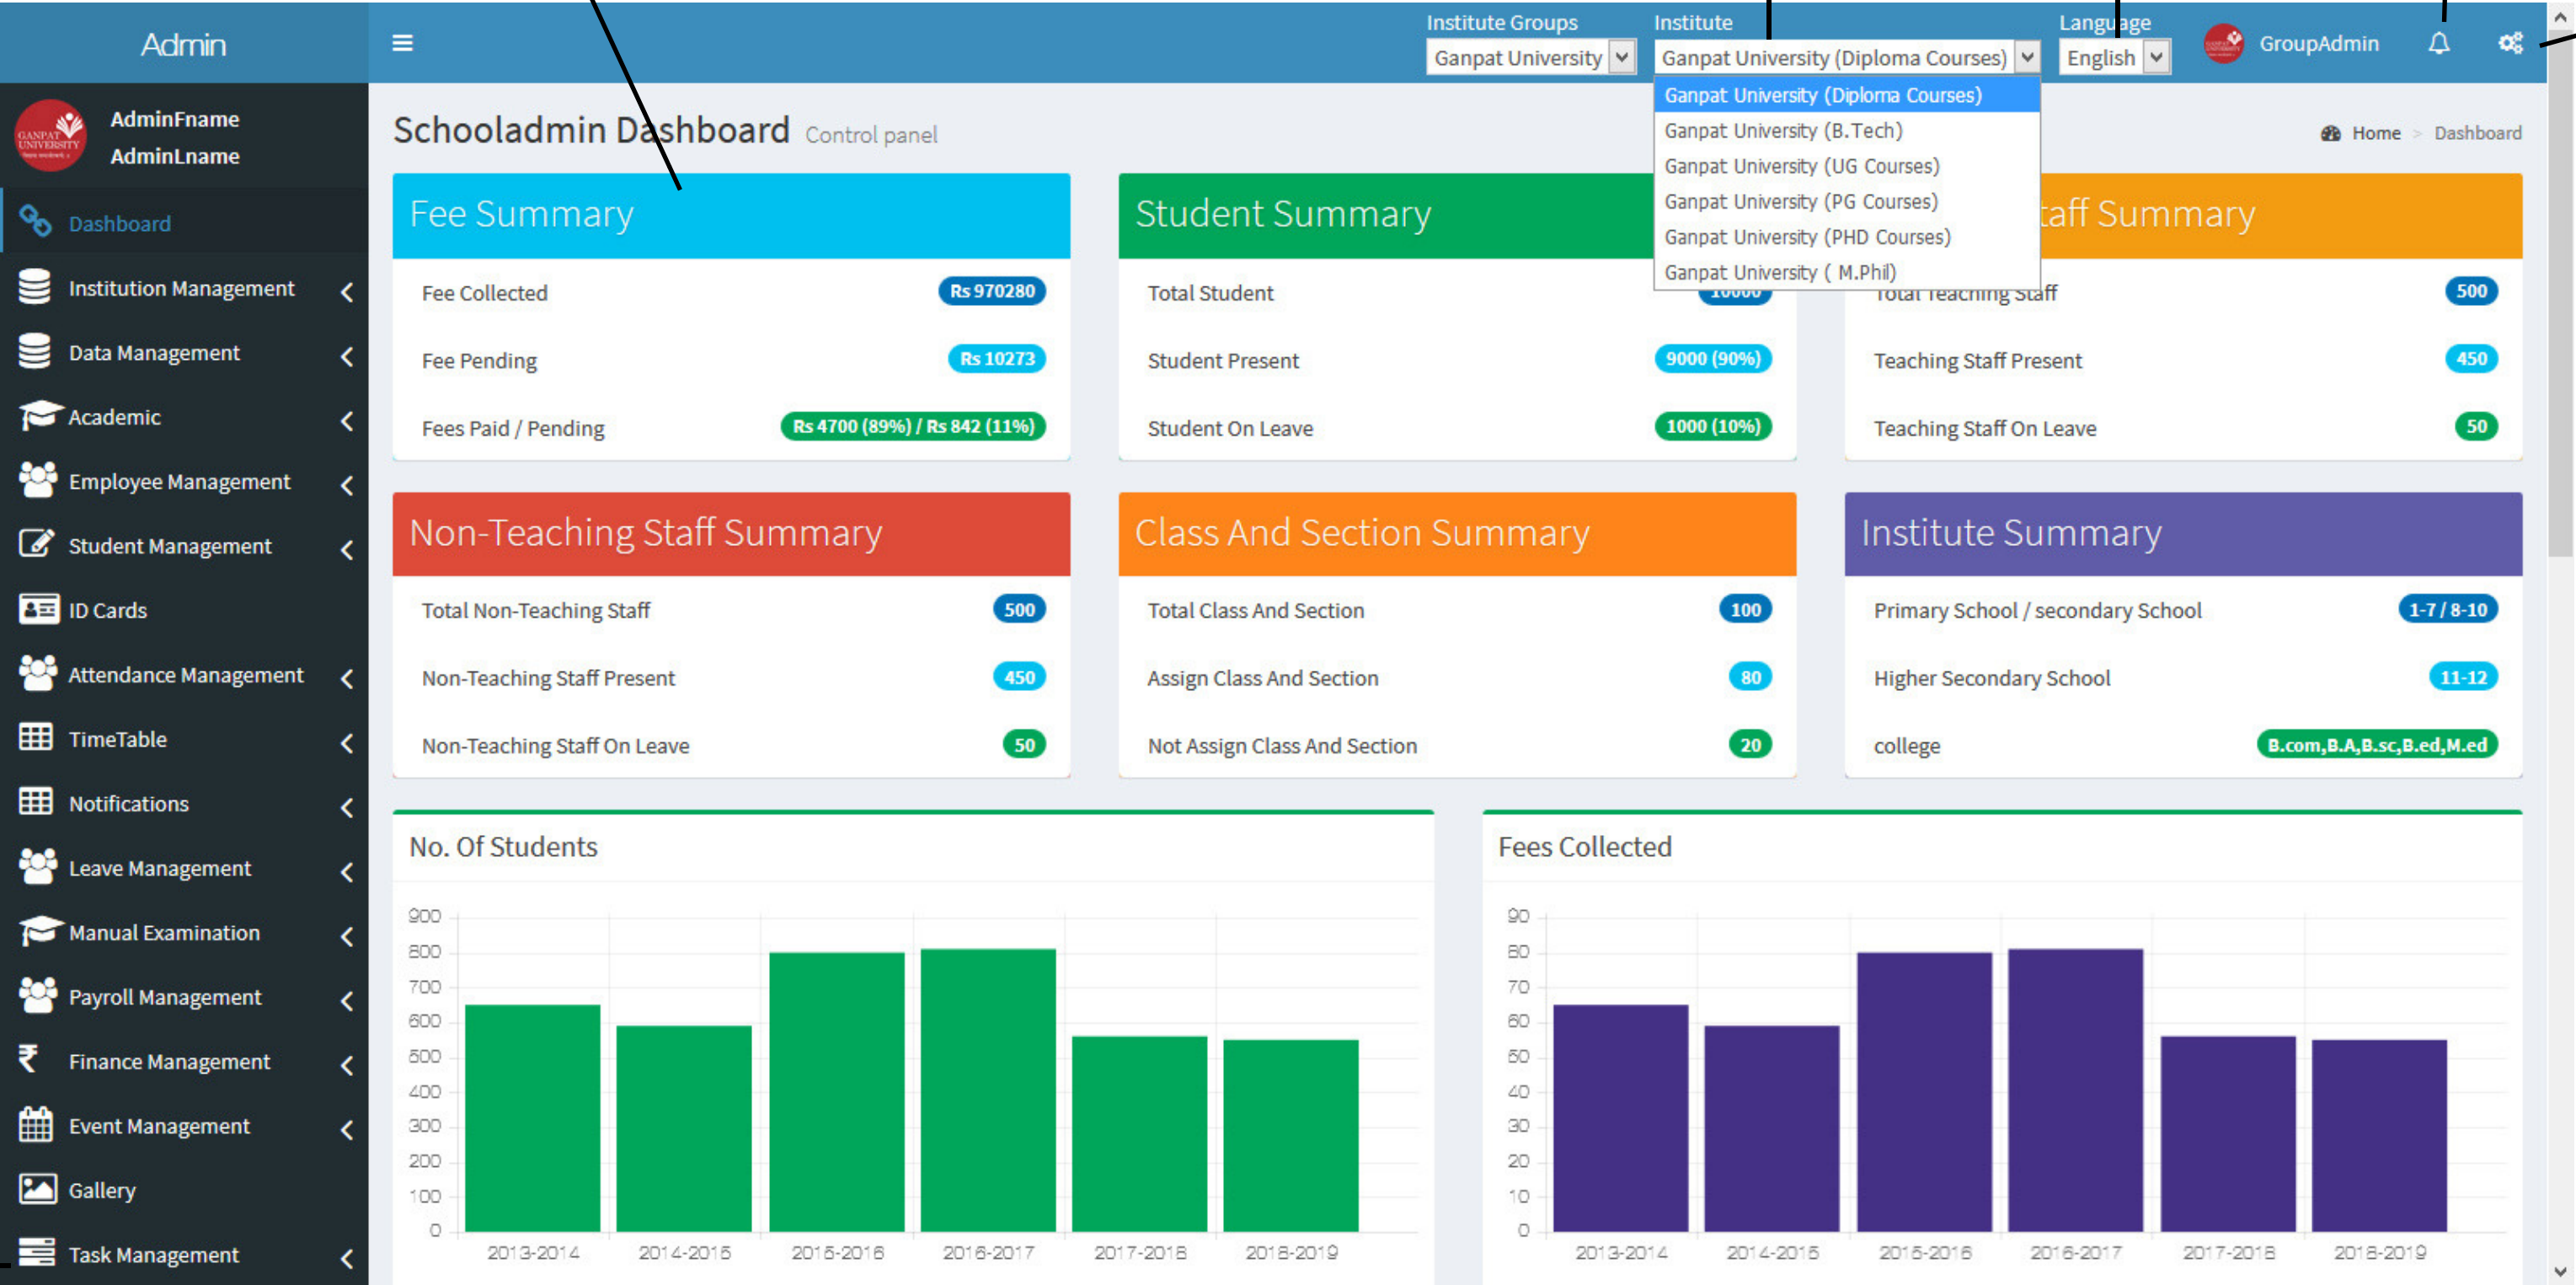 Admin
Institute Groups
Institute
Language
Ganpat University
Ganpat University (Diploma Courses)
English
GroupAdmin
Ganpat University (Diploma Courses)
Ganpat University (B.Tech)
Ganpat University (UG Courses)
Ganpat University (PG Courses)
Ganpat University (PHD Courses)
Ganpat University ( M.Phil)
GANPAT
UNIVERSITY
AdminFname
AdminLname
Dashboard
Institution Management
Data Management
Academic
Employee Management
Student Management
ID Cards
Attendance Management
TimeTable
Notifications
Leave Management
Manual Examination
Payroll Management
Finance Management
Event Management
Gallery
Task Management
Schooladmin Dashboard Control panel
Home > Dashboard
Fee Summary
Fee Collected Rs 970280
Fee Pending Rs 10273
Fees Paid / Pending Rs 4700 (89%) / Rs 842 (11%)
Student Summary
Total Student 10000
Student Present 9000 (90%)
Student On Leave 1000 (10%)
taff Summary
Total Teaching Staff 500
Teaching Staff Present 450
Teaching Staff On Leave 50
Non-Teaching Staff Summary
Total Non-Teaching Staff 500
Non-Teaching Staff Present 450
Non-Teaching Staff On Leave 50
Class And Section Summary
Total Class And Section 100
Assign Class And Section 80
Not Assign Class And Section 20
Institute Summary
Primary School / secondary School 1-7 / 8-10
Higher Secondary School 11-12
college B.com,B.A,B.sc,B.ed,M.ed
No. Of Students
900
800
700
600
500
400
300
200
100
0
2013-2014 2014-2015 2015-2016 2016-2017 2017-2018 2018-2019
Fees Collected
90
80
70
60
50
40
30
20
10
0
2013-2014 2014-2015 2015-2016 2016-2017 2017-2018 2018-2019